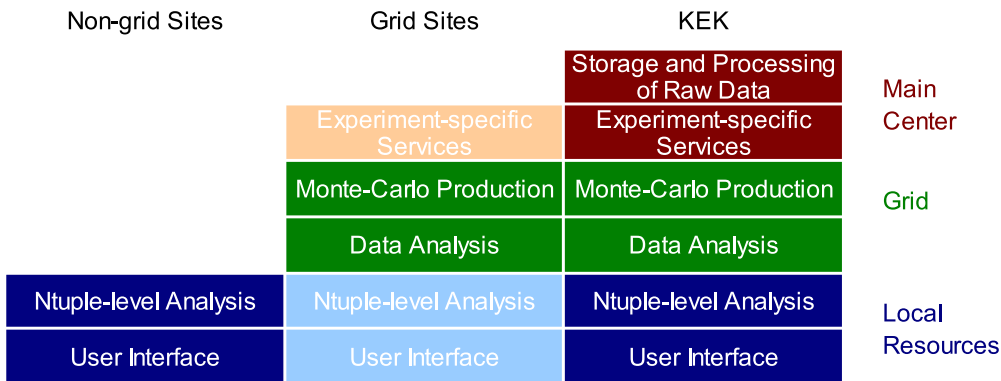 Non-grid Sites
Grid Sites
KEK
Storage and Processing
of Raw Data
Main
Center
Experiment-specific
Services
Experiment-specific
Services
Monte-Carlo Production
Monte-Carlo Production
Grid
Data Analysis
Data Analysis
Ntuple-level Analysis
Ntuple-level Analysis
Ntuple-level Analysis
Local
Resources
User Interface
User Interface
User Interface